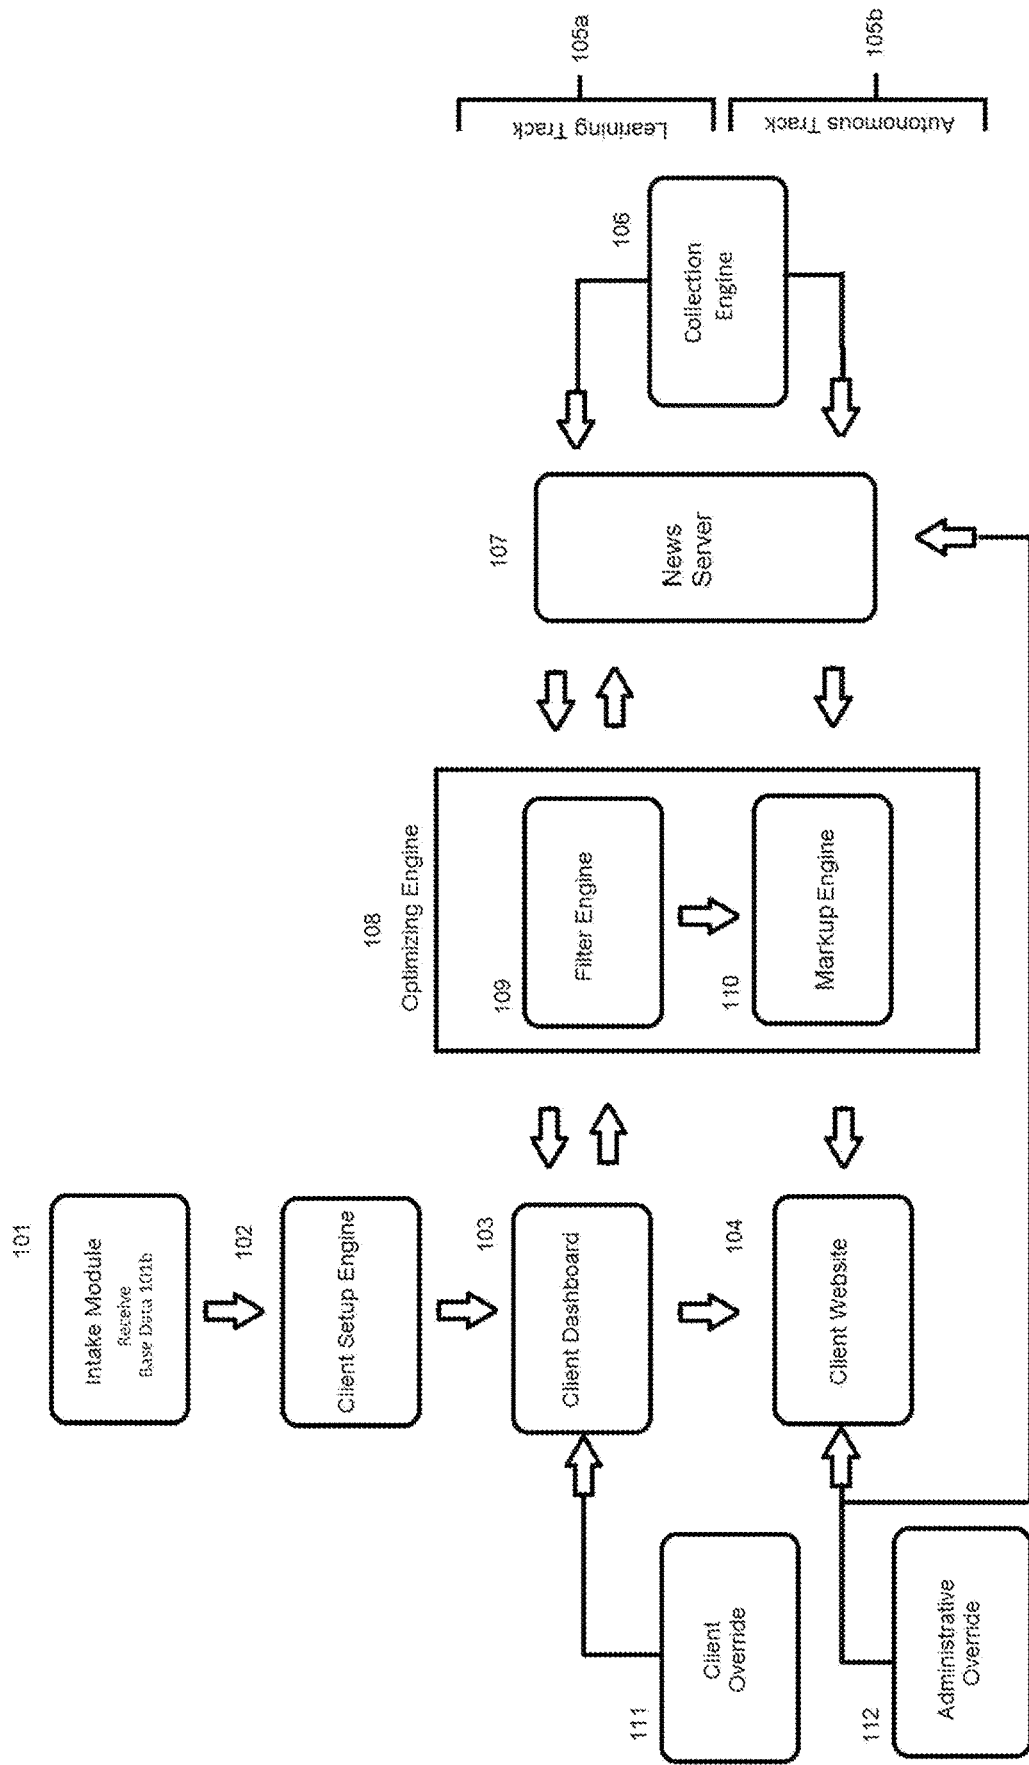 101
Intake Module
Receive
Base Data 101b
102
Client Setup Engine
108
Optimizing Engine
103
Client Dashboard
109
Filter Engine
107
News
Server
106
Collection
Engine
Learining Track
105a
111
Client
Override
104
Client Website
110
Markup Engine
Autonomous Track
105b
112
Administrative
Override